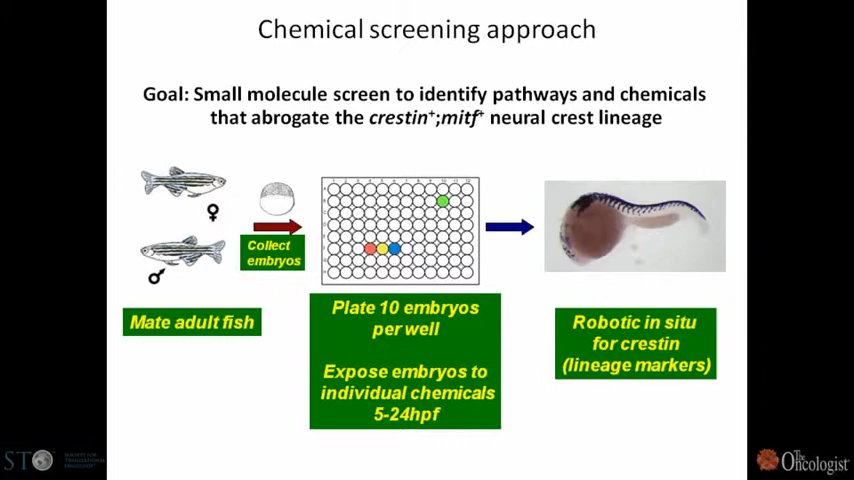 Chemical screening approach
Goal: Small molecule screen to identify pathways and chemicals
that abrogate the crestin+;mitf+ neural crest lineage
♀
♂
Collect
embryos
Mate adult fish
Plate 10 embryos
per well
Expose embryos to
individual chemicals
5-24hpf
Robotic in situ
for crestin
(lineage markers)
STO
The
Oncologist